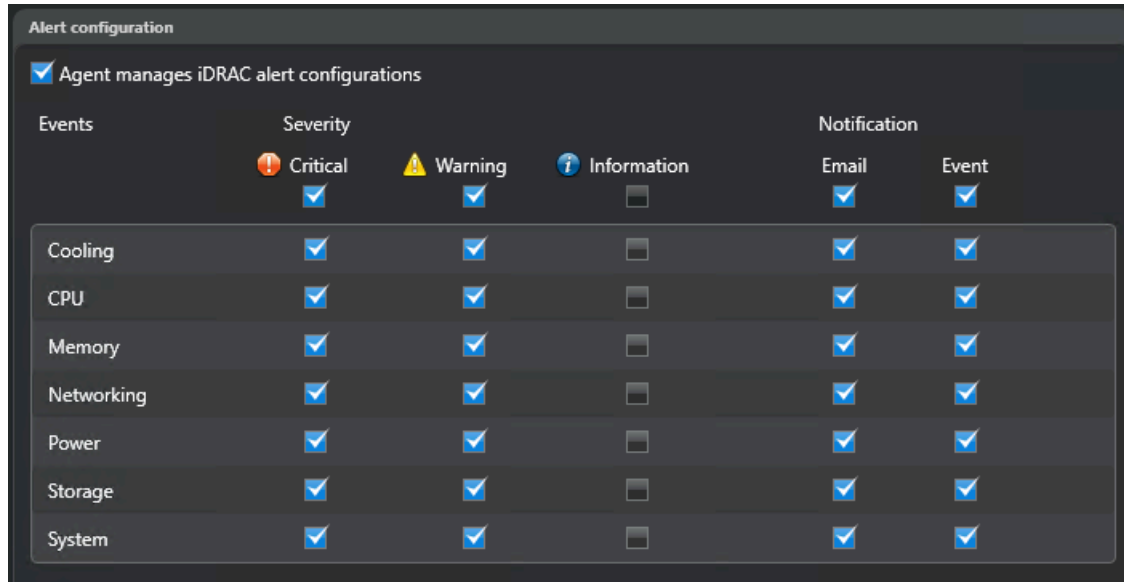 Alert configuration
Agent manages iDRAC alert configurations
Events Severity Notification
Critical Warning Information Email Event
Cooling
CPU
Memory
Networking
Power
Storage
System